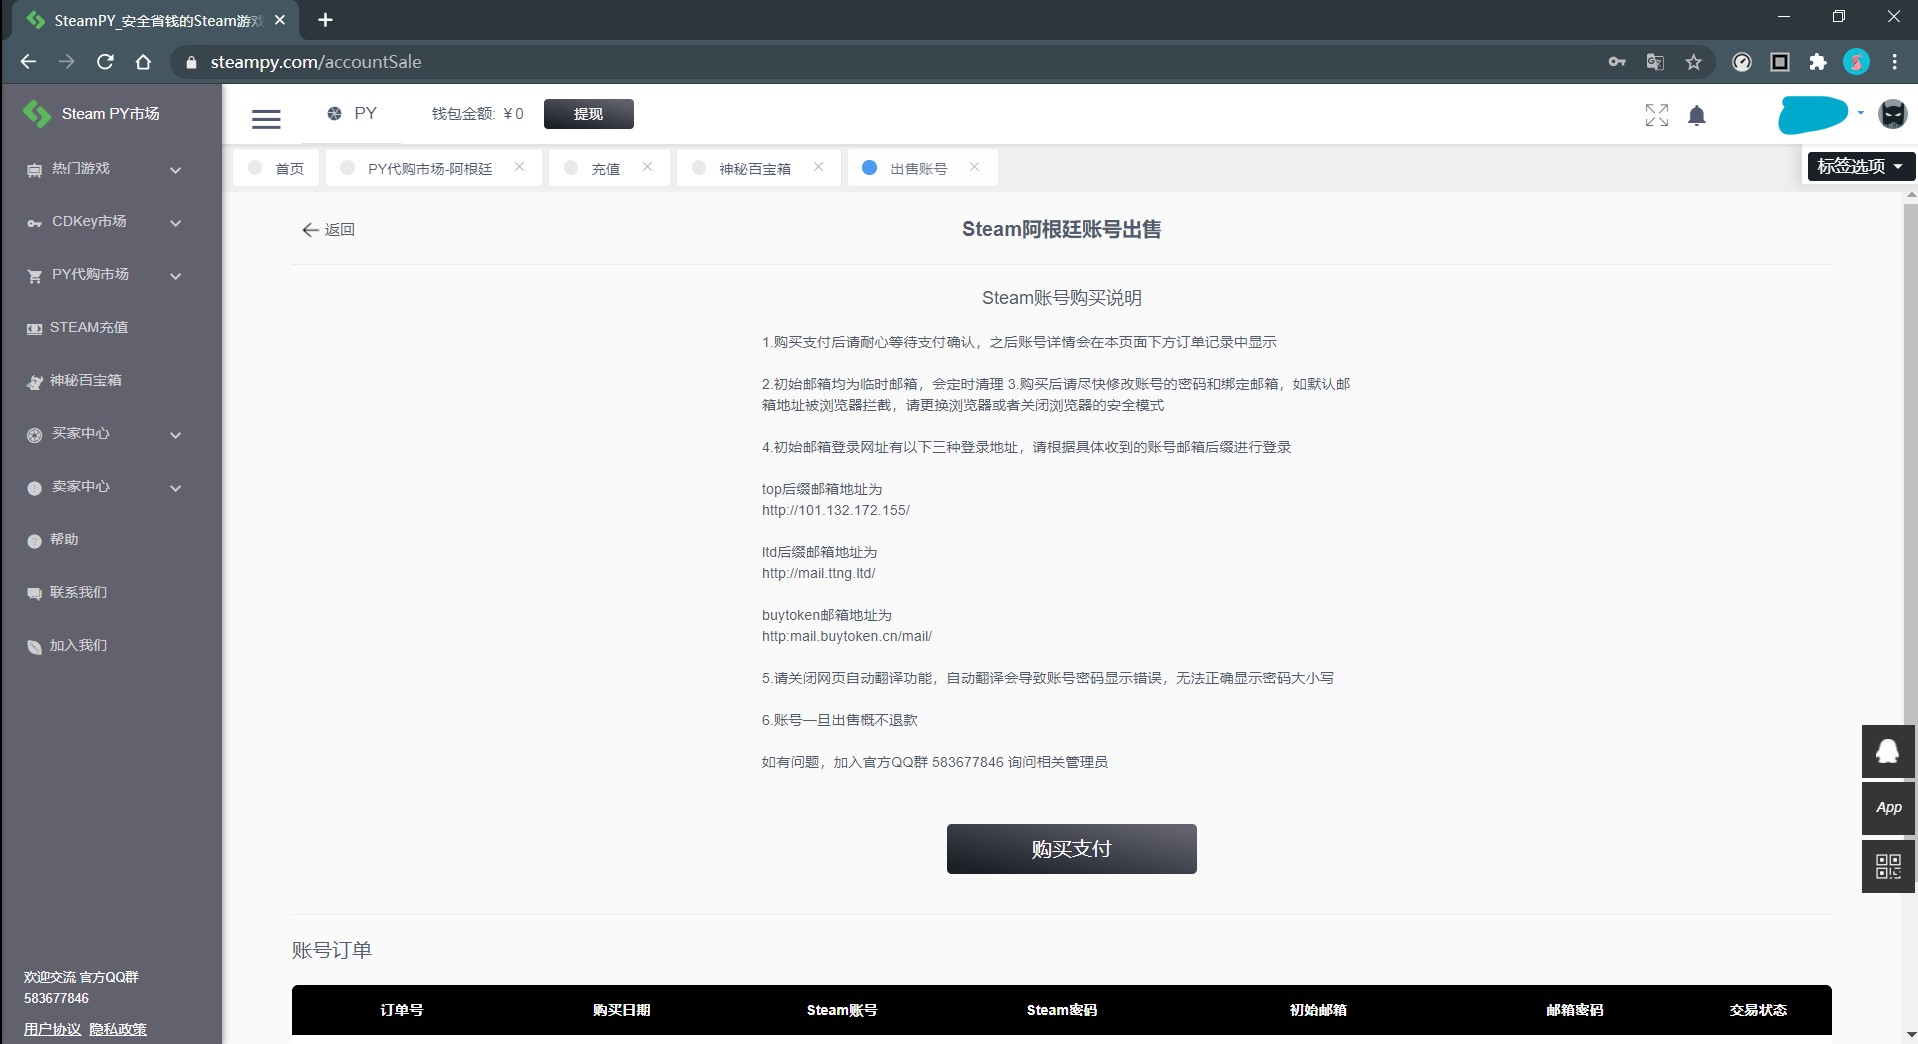 SteamPY_安全省钱的Steam游戏
steampy.com/accountSale
Steam PY市场
PY
钱包金额: ￥0
提现
首页
PY代购市场-阿根廷
充值
神秘百宝箱
出售账号
标签选项
热门游戏
CDKey市场
PY代购市场
STEAM充值
神秘百宝箱
买家中心
卖家中心
帮助
联系我们
加入我们
欢迎交流 官方QQ群
583677846
用户协议 隐私政策
返回
Steam阿根廷账号出售
Steam账号购买说明
1.购买支付后请耐心等待支付确认，之后账号详情会在本页面下方订单记录中显示
2.初始邮箱均为临时邮箱，会定时清理 3.购买后请尽快修改账号的密码和绑定邮箱，如默认邮
箱地址被浏览器拦截，请更换浏览器或者关闭浏览器的安全模式
4.初始邮箱登录网址有以下三种登录地址，请根据具体收到的账号邮箱后缀进行登录
top后缀邮箱地址为
http://101.132.172.155/
ltd后缀邮箱地址为
http://mail.ttng.ltd/
buytoken邮箱地址为
http:mail.buytoken.cn/mail/
5.请关闭网页自动翻译功能，自动翻译会导致账号密码显示错误，无法正确显示密码大小写
6.账号一旦出售概不退款
如有问题，加入官方QQ群 583677846 询问相关管理员
购买支付
App
账号订单
订单号 购买日期 Steam账号 Steam密码 初始邮箱 邮箱密码 交易状态